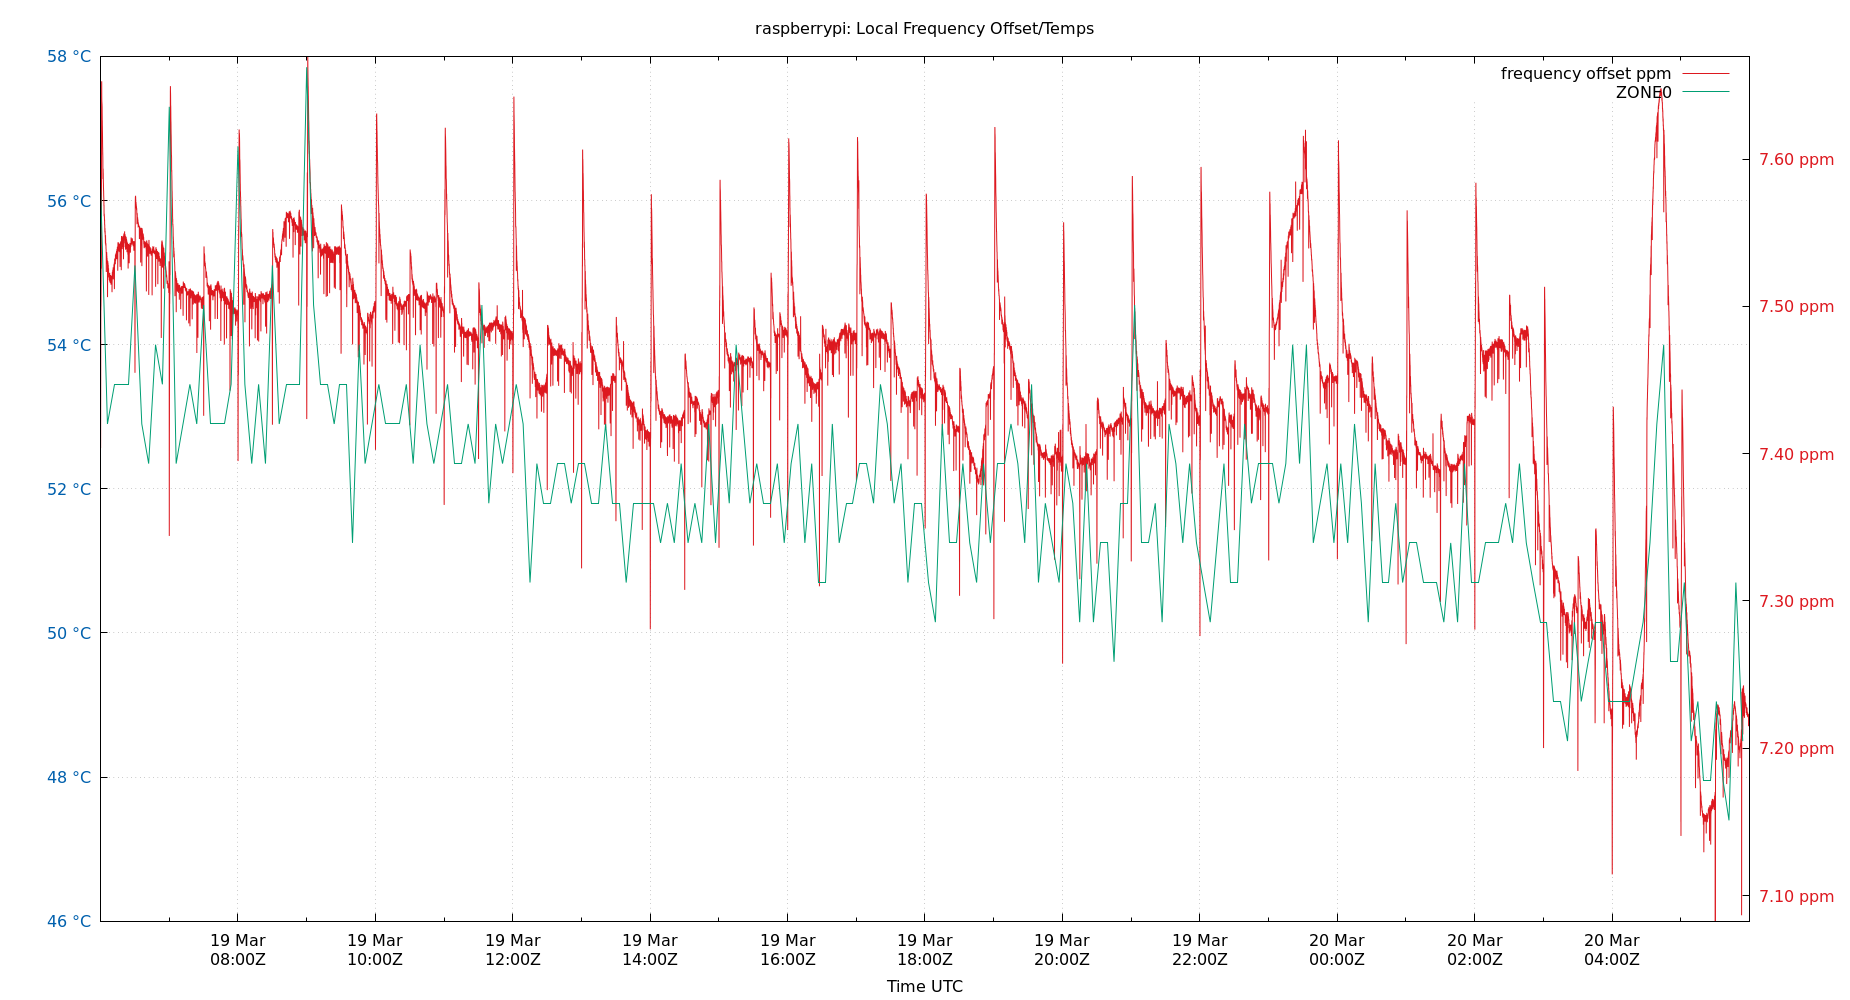 raspberrypi: Local Frequency Offset/Temps
frequency offset ppm
ZONE0
58 °C
56 °C
54 °C
52 °C
50 °C
48 °C
46 °C
7.60 ppm
7.50 ppm
7.40 ppm
7.30 ppm
7.20 ppm
7.10 ppm
19 Mar 19 Mar 19 Mar 19 Mar 19 Mar 19 Mar 19 Mar 19 Mar 20 Mar 20 Mar 20 Mar
08:00Z 10:00Z 12:00Z 14:00Z 16:00Z 18:00Z 20:00Z 22:00Z 00:00Z 02:00Z 04:00Z
Time UTC